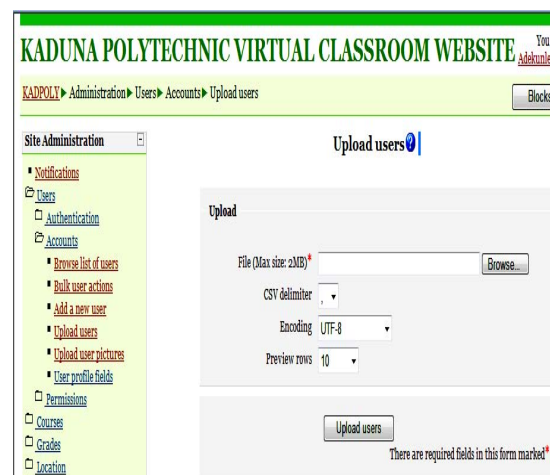 KADUNA POLYTECHNIC VIRTUAL CLASSROOM WEBSITE
You
Adekunle
KADPOLY ▶ Administration ▶ Users ▶ Accounts ▶ Upload users
Blocks
Site Administration
Notifications
Users
Authentication
Accounts
Browse list of users
Bulk user actions
Add a new user
Upload users
Upload user pictures
User profile fields
Permissions
Courses
Grades
Location
Upload users
Upload
File (Max size: 2MB)*
Browse...
CSV delimiter ,
Encoding UTF-8
Preview rows 10
Upload users
There are required fields in this form marked*